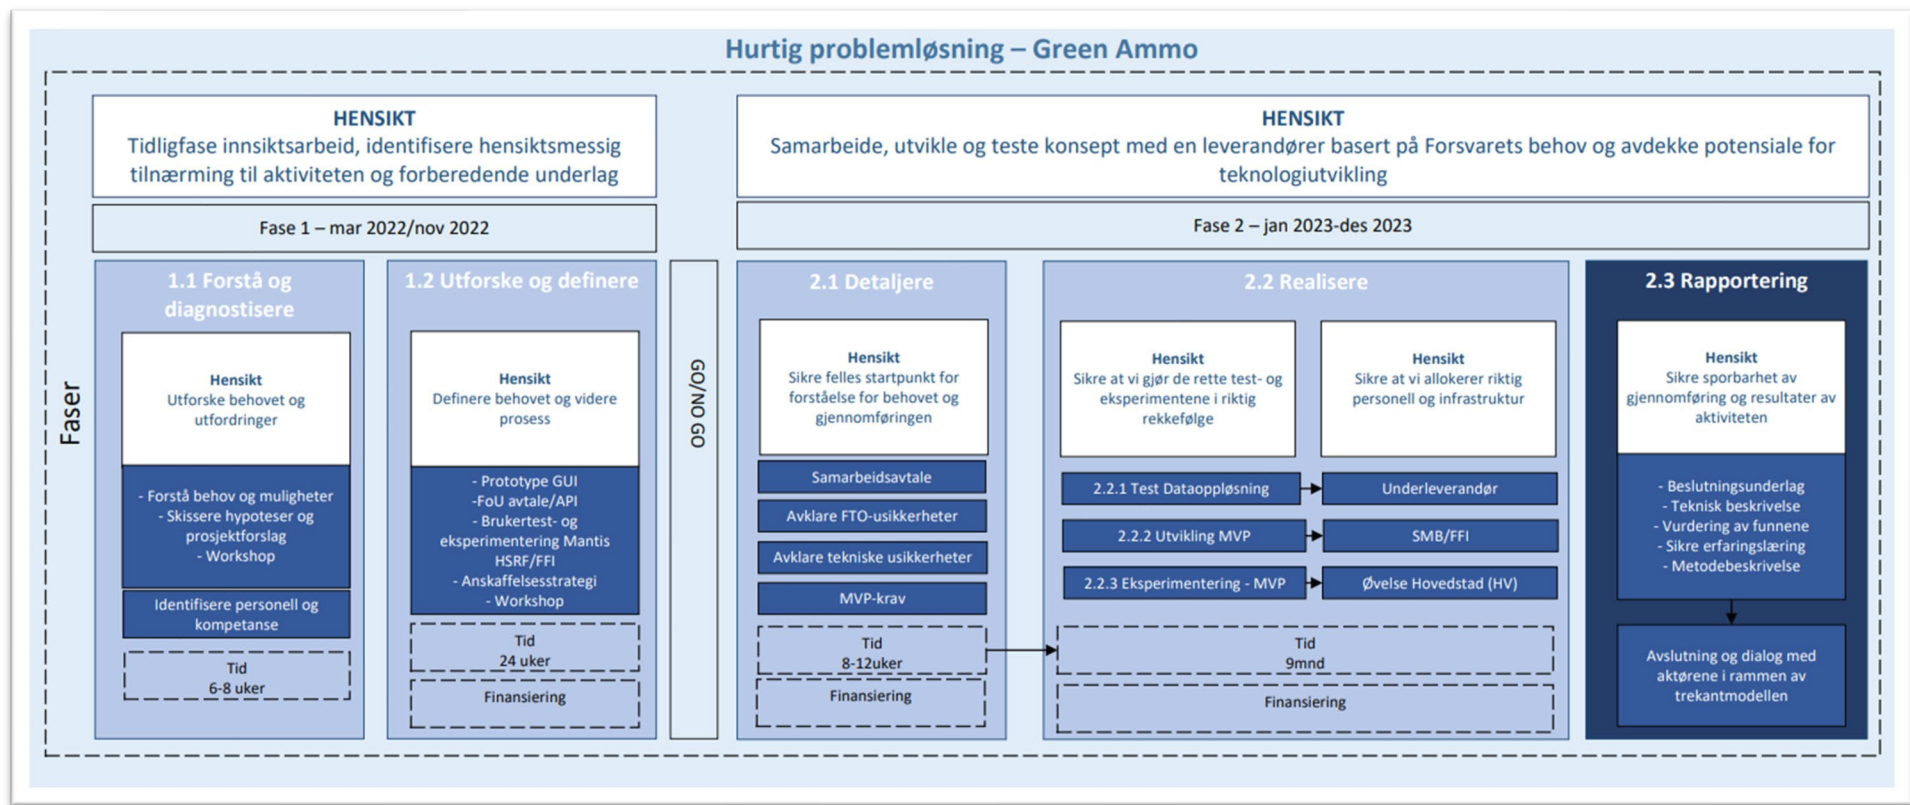 Hurtig problemløsning – Green Ammo
HENSIKT
Tidligfase innsiktsarbeid, identifisere hensiktsmessig
tilnærming til aktiviteten og forberedende underlag
HENSIKT
Samarbeide, utvikle og teste konsept med en leverandører basert på Forsvarets behov og avdekke potensiale for
teknologiutvikling
Fase 1 – mar 2022/nov 2022
Fase 2 – jan 2023-des 2023
Faser
1.1 Forstå og
diagnostisere
Hensikt
Utforske behovet og
utfordringer
- Forstå behov og muligheter
- Skissere hypoteser og
prosjektforslag
- Workshop
Identifisere personell og
kompetanse
Tid
6-8 uker
1.2 Utforske og definere
Hensikt
Definere behovet og videre
prosess
- Prototype GUI
-FoU avtale/API
- Brukertest- og
eksperimentering Mantis
HSRF/FFI
- Anskaffelsesstrategi
- Workshop
Tid
24 uker
Finansiering
GO/NO GO
2.1 Detaljere
Hensikt
Sikre felles startpunkt for
forståelse for behovet og
gjennomføringen
Samarbeidsavtale
Avklare FTO-usikkerheter
Avklare tekniske usikkerheter
MVP-krav
Tid
8-12uker
Finansiering
2.2 Realisere
Hensikt
Sikre at vi gjør de rette test- og
eksperimentene i riktig
rekkefølge
Hensikt
Sikre at vi allokerer riktig
personell og infrastruktur
2.2.1 Test Dataoppløsning
Underleverandør
2.2.2 Utvikling MVP
SMB/FFI
2.2.3 Eksperimentering - MVP
Øvelse Hovedstad (HV)
Tid
9mnd
Finansiering
2.3 Rapportering
Hensikt
Sikre sporbarhet av
gjennomføring og resultater av
aktiviteten
- Beslutningsunderlag
- Teknisk beskrivelse
- Vurdering av funnene
- Sikre erfaringslæring
- Metodebeskrivelse
Avslutning og dialog med
aktørene i rammen av
trekantmodellen